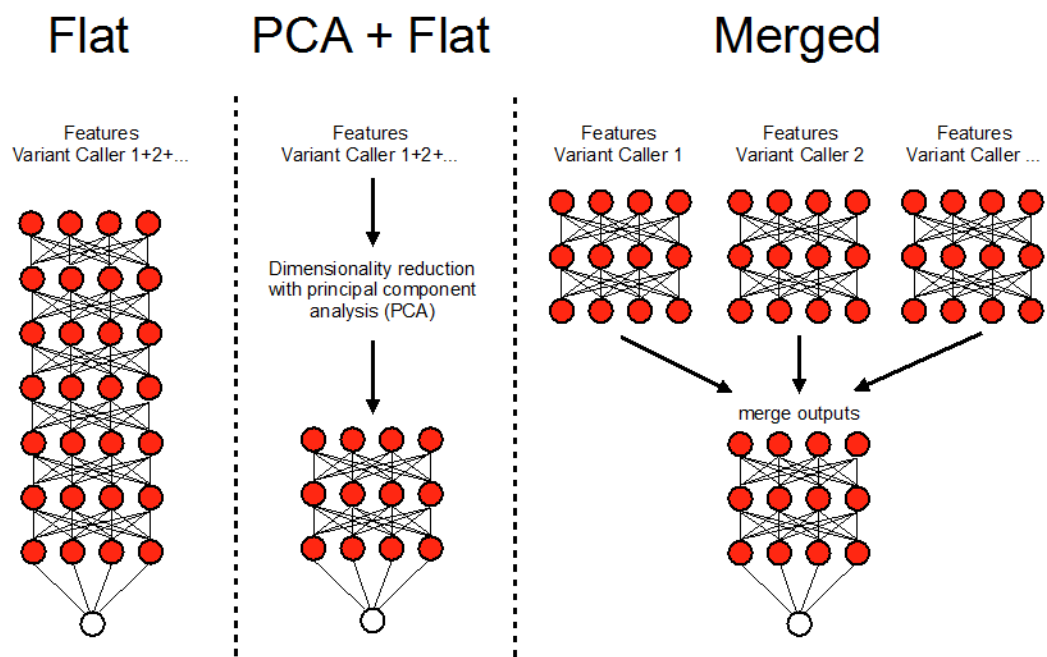 Flat
PCA + Flat
Merged
Features
Variant Caller 1+2+...
Features
Variant Caller 1+2+...
Features
Variant Caller 1
Features
Variant Caller 2
Features
Variant Caller ...
Dimensionality reduction
with principal component
analysis (PCA)
merge outputs